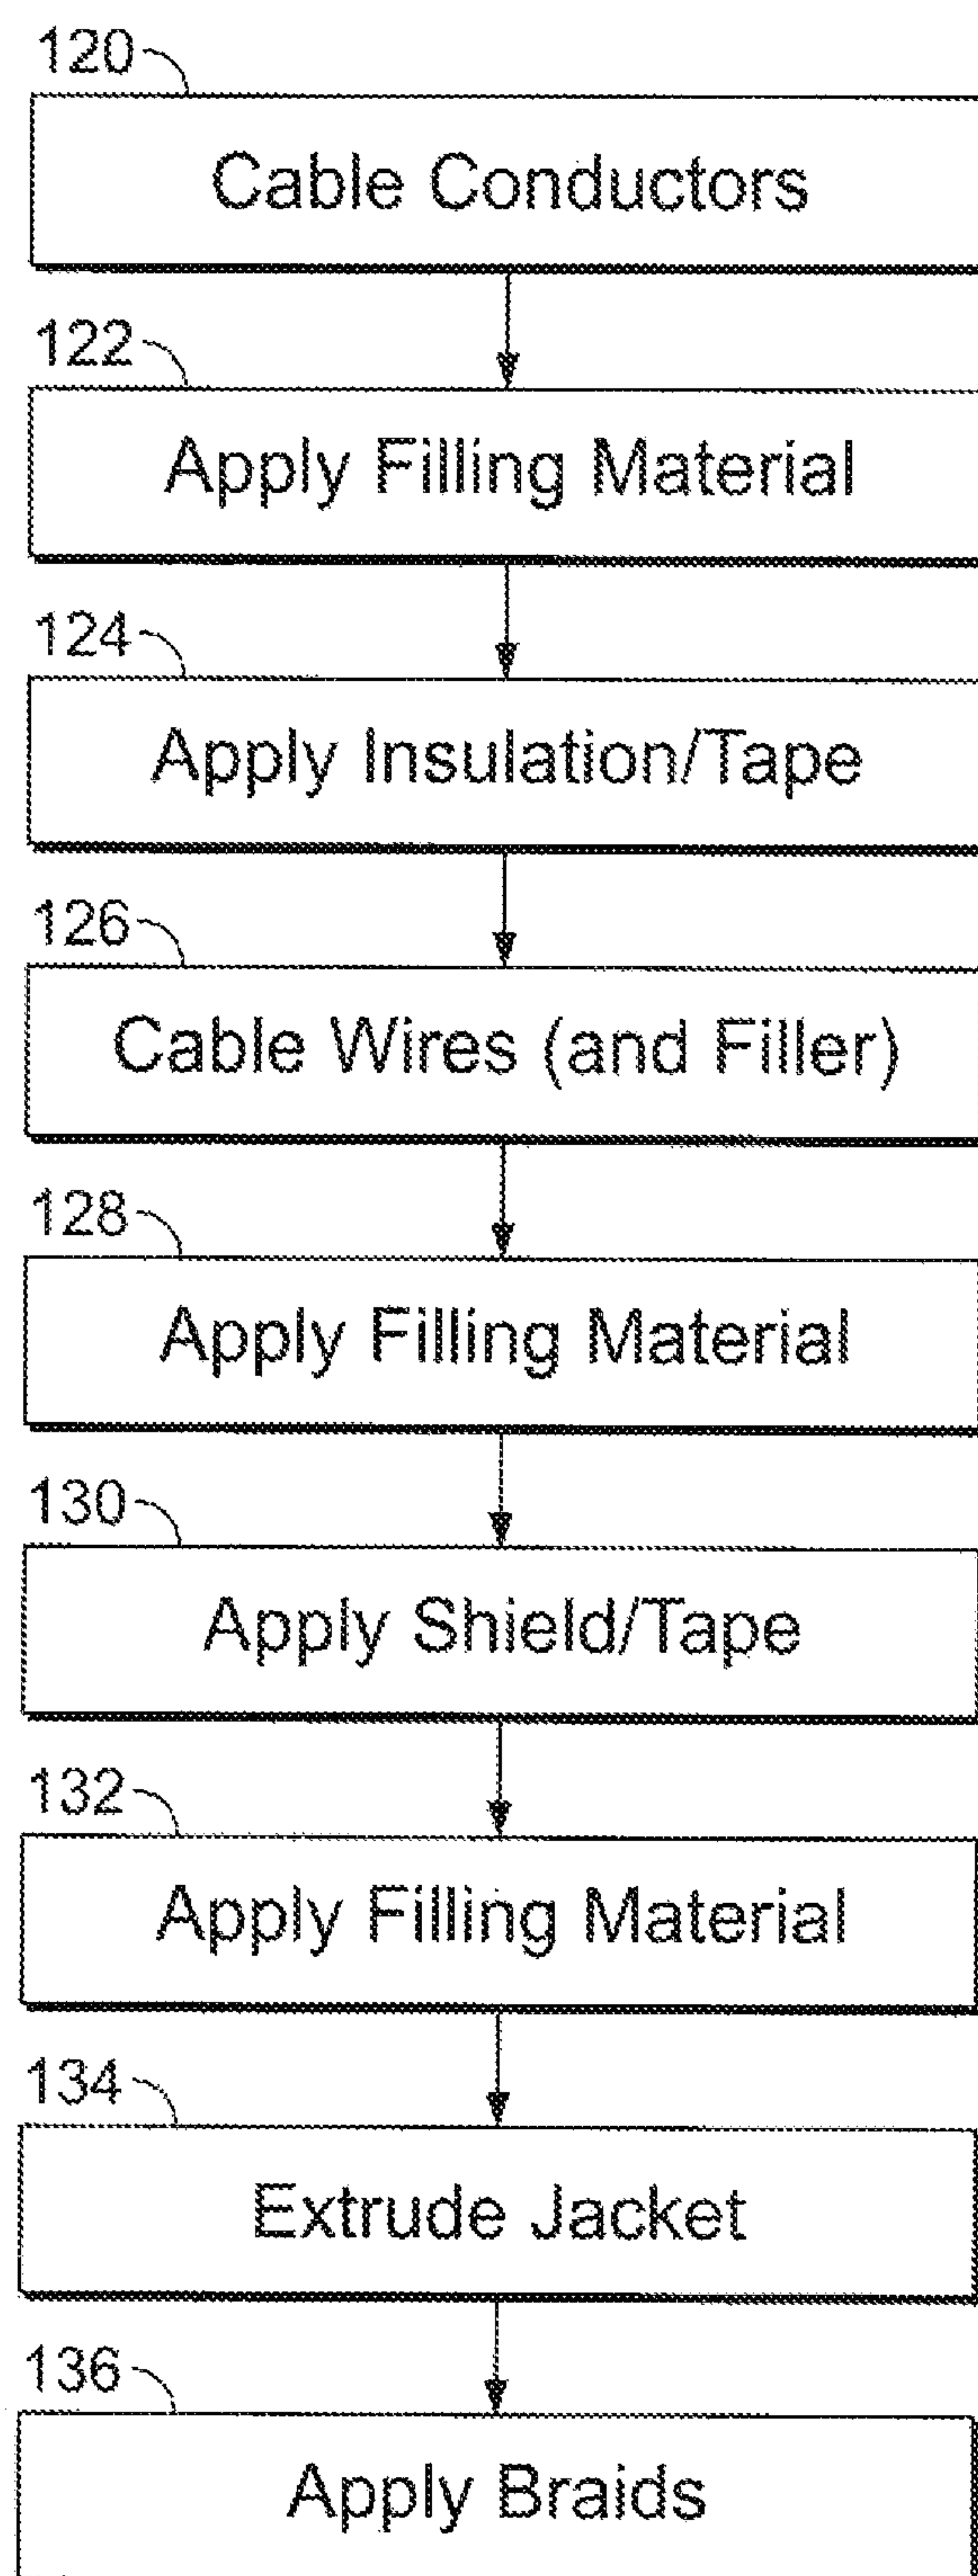 120
Cable Conductors
122
Apply Filling Material
124
Apply Insulation/Tape
126
Cable Wires (and Filler)
128
Apply Filling Material
130
Apply Shield/Tape
132
Apply Filling Material
134
Extrude Jacket
136
Apply Braids